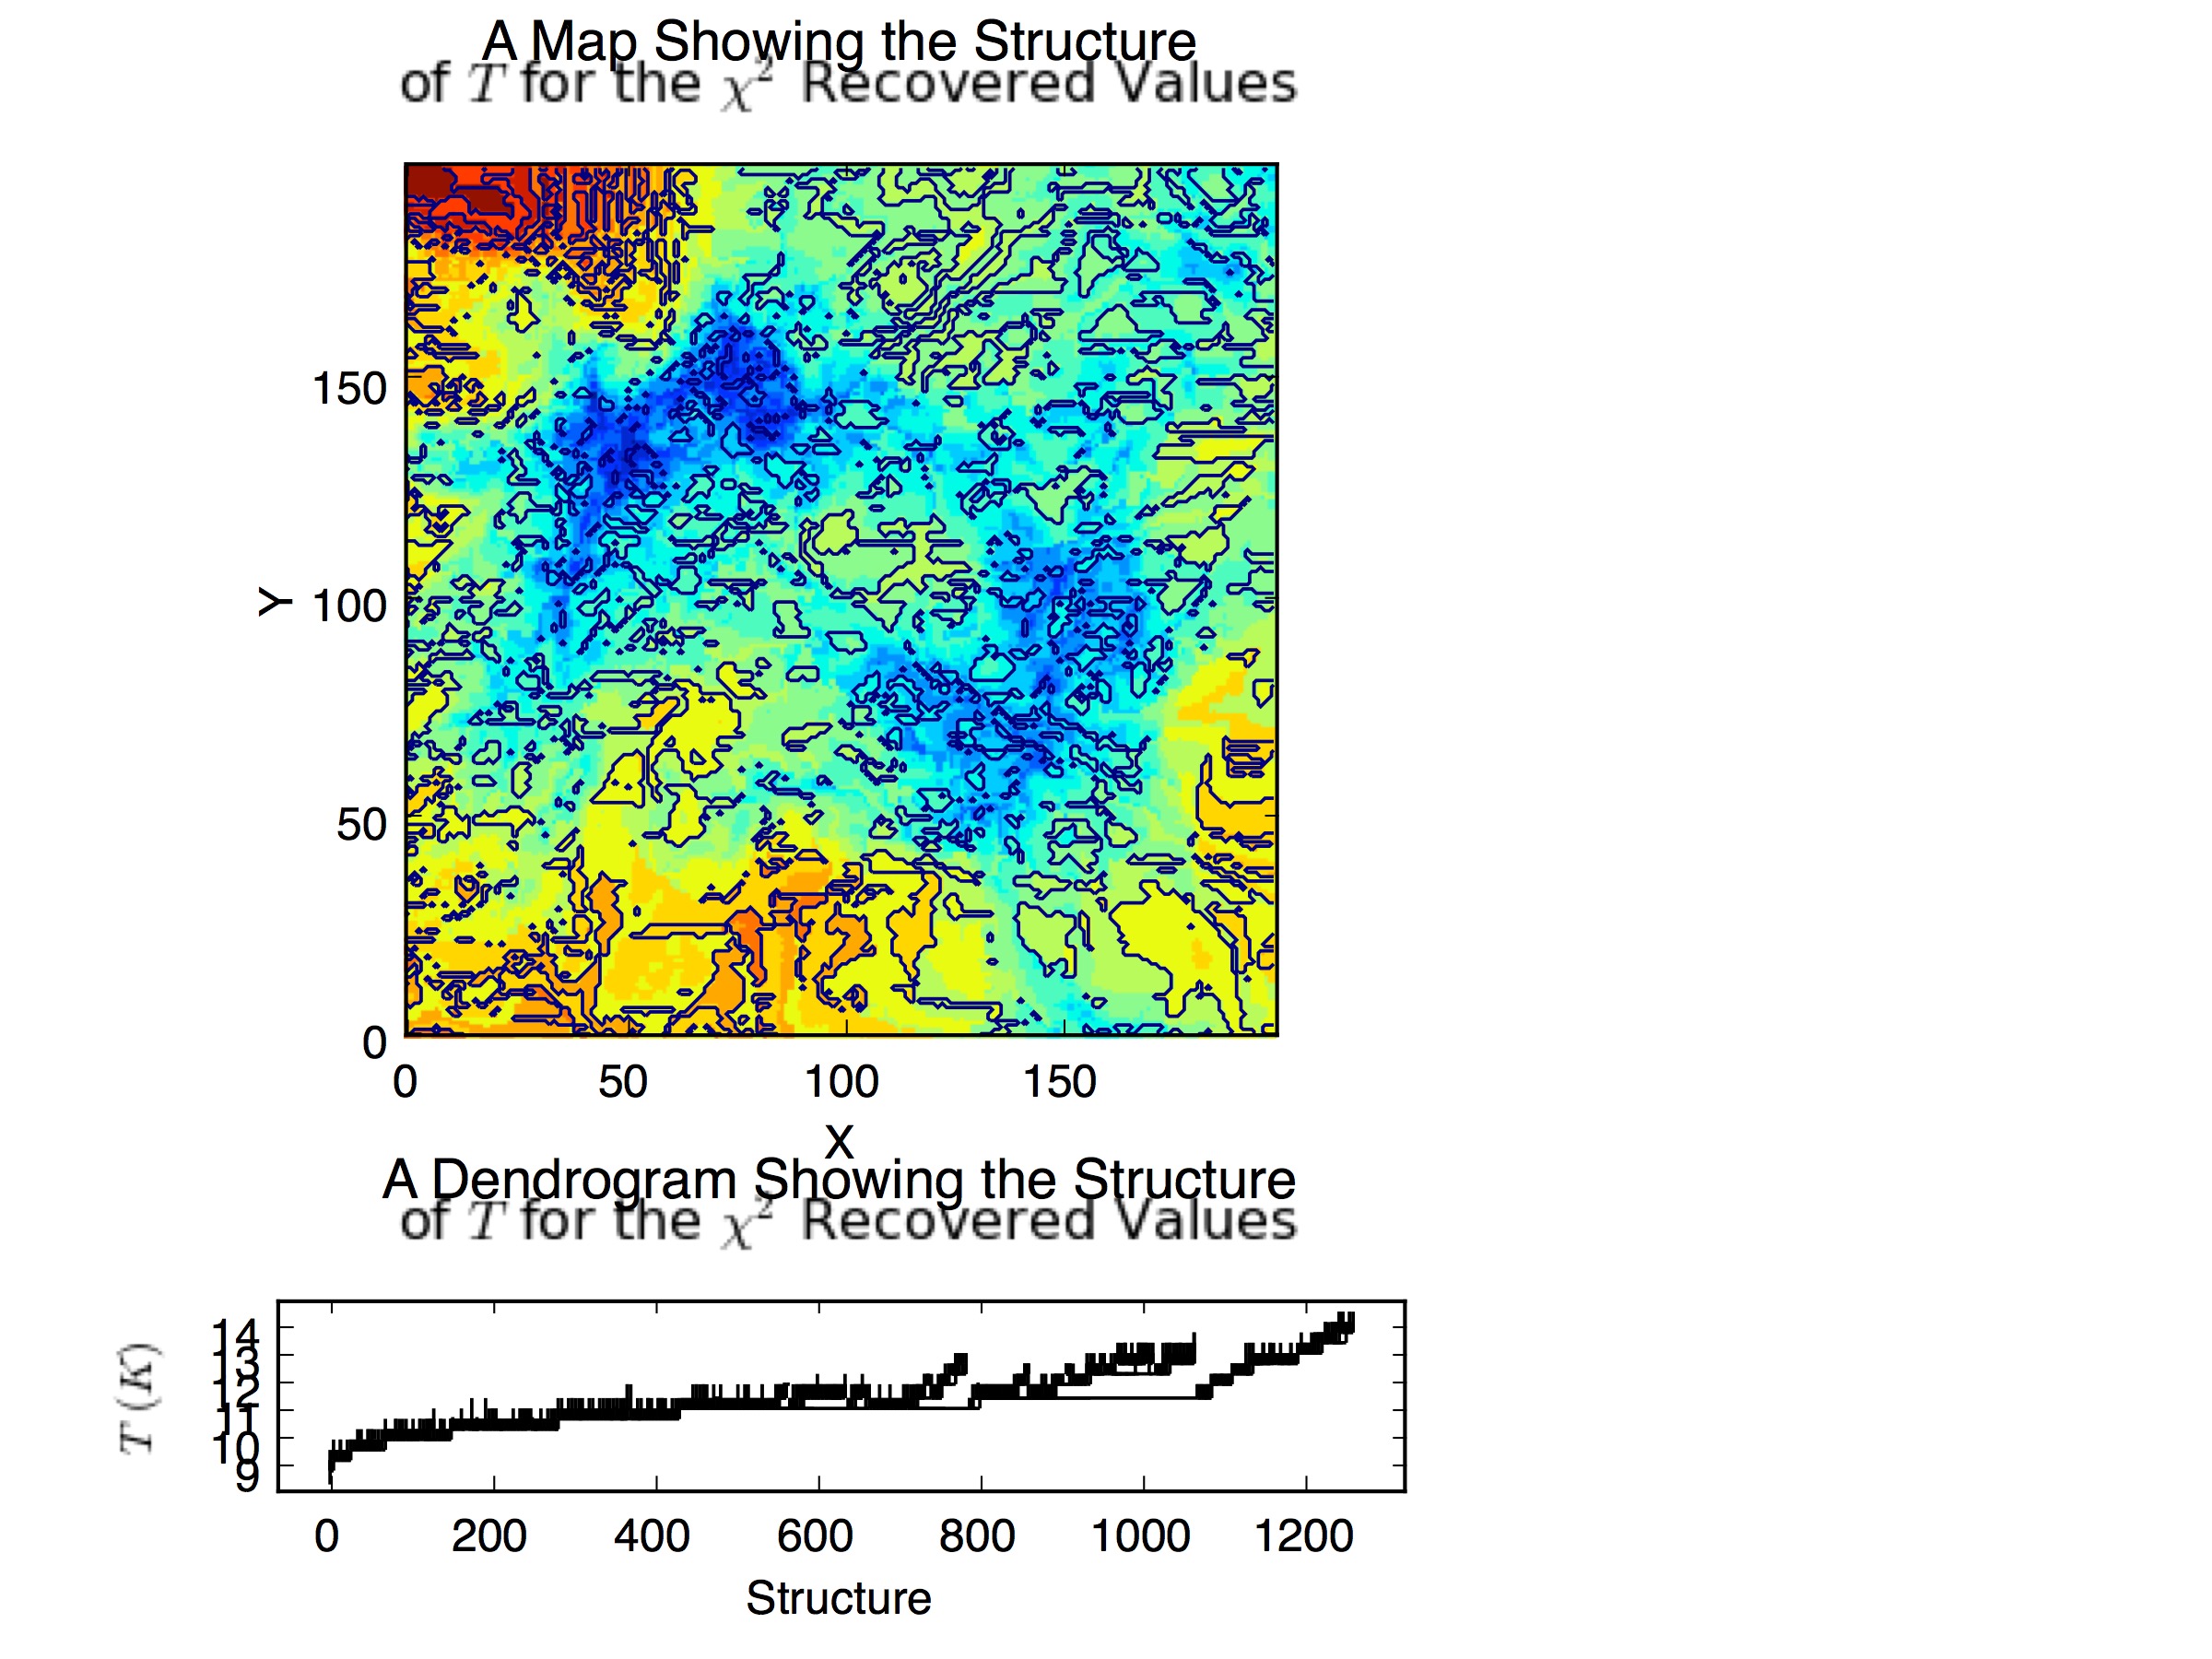 A Map Showing the Structure
of T for the χ² Recovered Values
150
100
50
0
Y
0 50 100 150
X
A Dendrogram Showing the Structure
of T for the χ² Recovered Values
14
13
13
12
11
10
9
T (K)
0 200 400 600 800 1000 1200
Structure